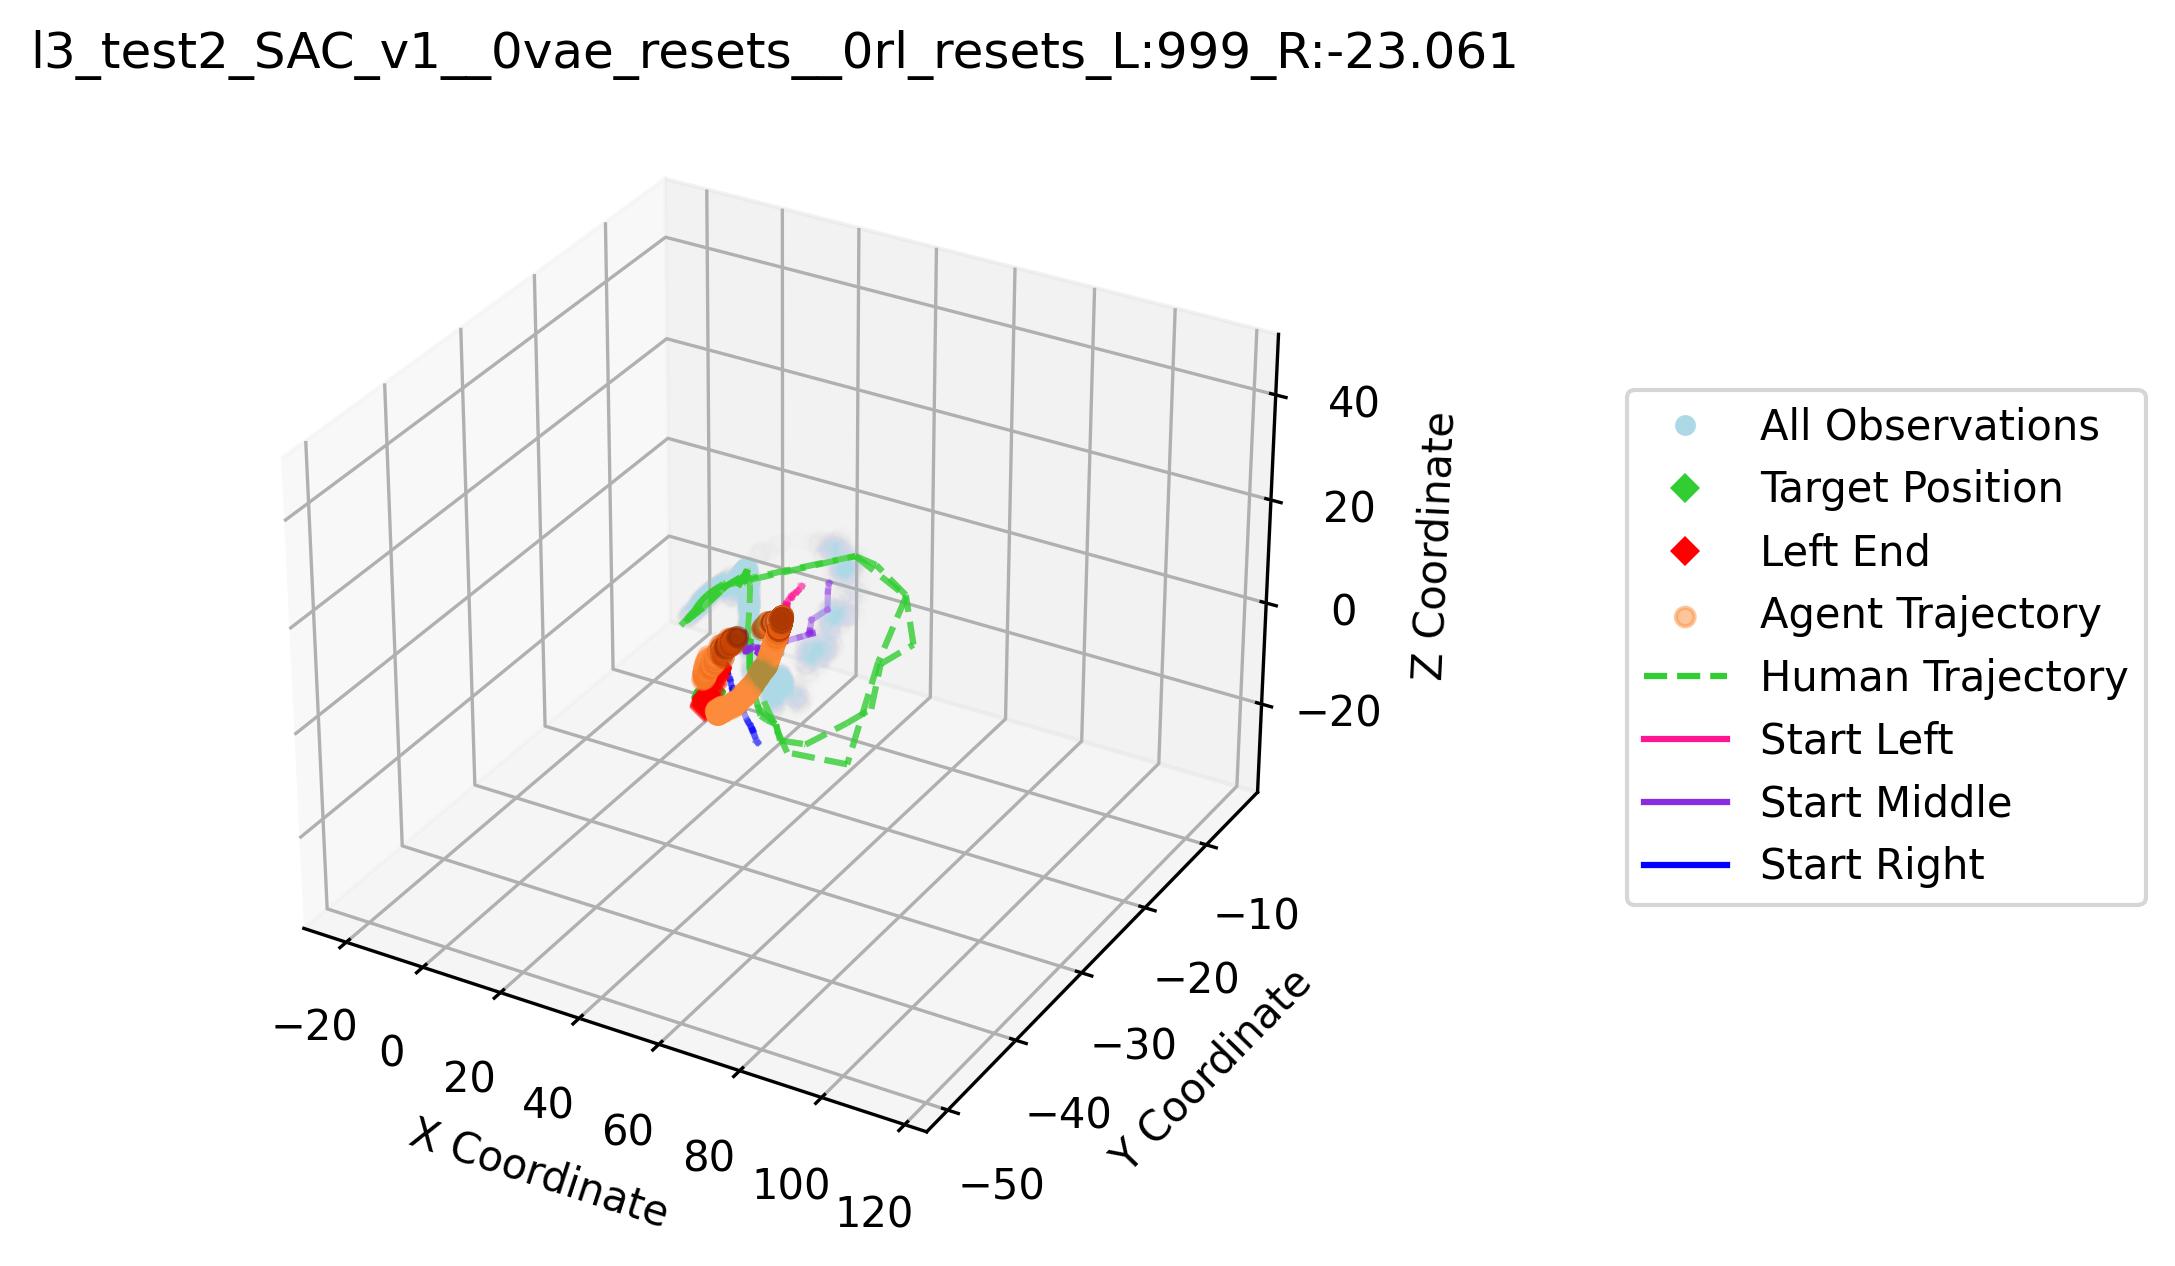 l3_test2_SAC_v1__0vae_resets__0rl_resets_L:999_R:-23.061
40
20
0
−20
Z Coordinate
−10
−20
−30
−40
−50
Y Coordinate
−20
0
20
40
60
80
100
120
X Coordinate
All Observations
Target Position
Left End
Agent Trajectory
Human Trajectory
Start Left
Start Middle
Start Right